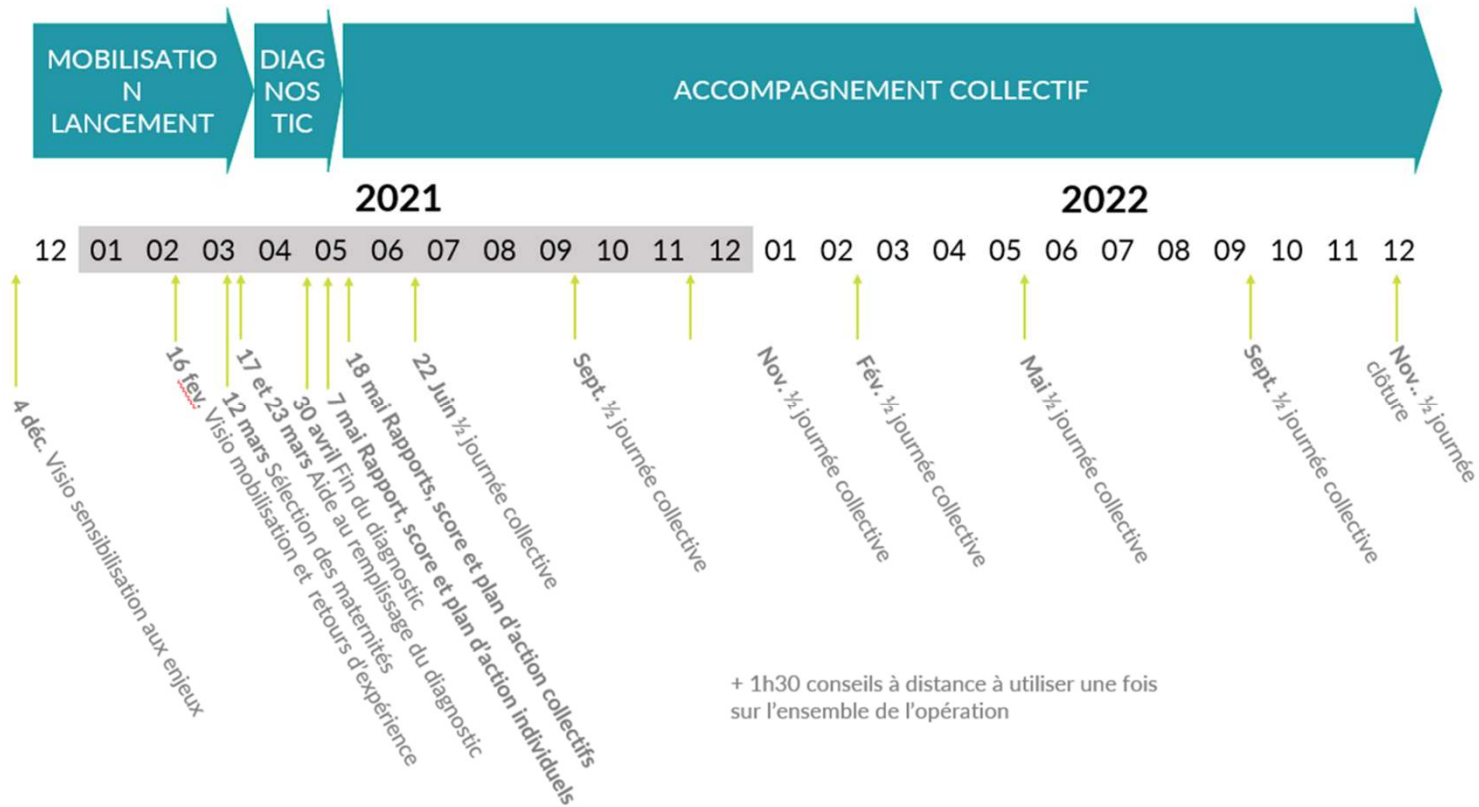 MOBILISATIO
N
LANCEMENT
DIAG
NOS
TIC
ACCOMPAGNEMENT COLLECTIF
2021
2022
12 01 02 03 04 05 06 07 08 09 10 11 12 01 02 03 04 05 06 07 08 09 10 11 12
4 déc. Visio sensibilisation aux enjeux
16 fev. Visio mobilisation et retours d'expérience
12 mars Sélection des maternités
17 et 23 mars Aide au remplissage du diagnostic
30 avril Fin du diagnostic
7 mai Rapport, score et plan d'action individuels
18 mai Rapports, score et plan d'action collectifs
22 Juin ½ journée collective
Sept. ½ journée collective
Nov. ½ journée collective
Fév. ½ journée collective
Mai ½ journée collective
Sept. ½ journée collective
Nov.. ½ journée
clôture
+ 1h30 conseils à distance à utiliser une fois
sur l'ensemble de l'opération